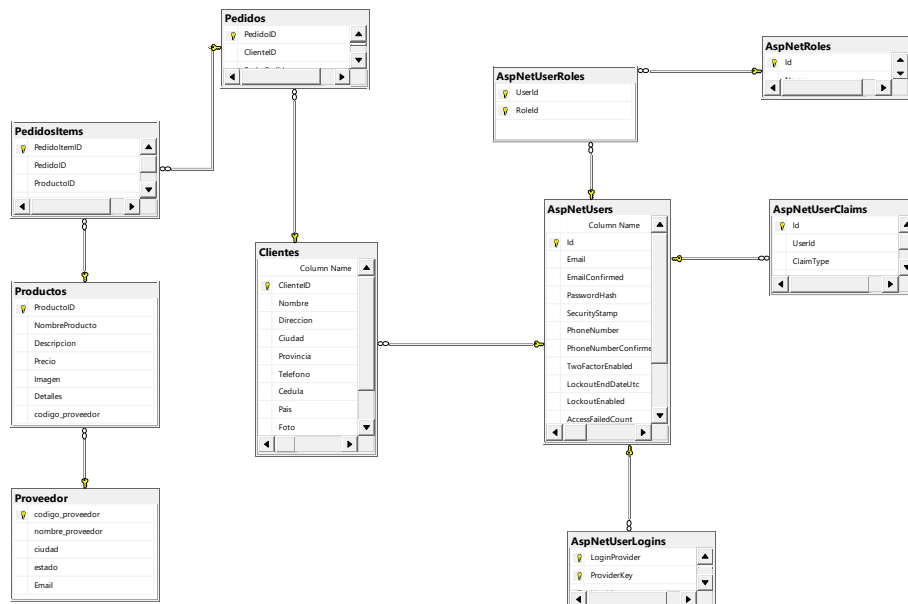 Pedidos
PedidoID
ClienteID
AspNetRoles
Id
AspNetUserRoles
UserId
RoleId
PedidosItems
PedidoItemID
PedidoID
ProductoID
AspNetUsers
Column Name
Id
Email
EmailConfirmed
PasswordHash
SecurityStamp
PhoneNumber
PhoneNumberConfirme
TwoFactorEnabled
LockoutEndDateUtc
LockoutEnabled
AccessFailedCount
AspNetUserClaims
Id
UserId
ClaimType
Clientes
Column Name
ClienteID
Nombre
Direccion
Ciudad
Provincia
Telefono
Cedula
Pais
Foto
Productos
ProductoID
NombreProducto
Descripcion
Precio
Imagen
Detalles
codigo_proveedor
Proveedor
codigo_proveedor
nombre_proveedor
ciudad
estado
Email
AspNetUserLogins
LoginProvider
ProviderKey